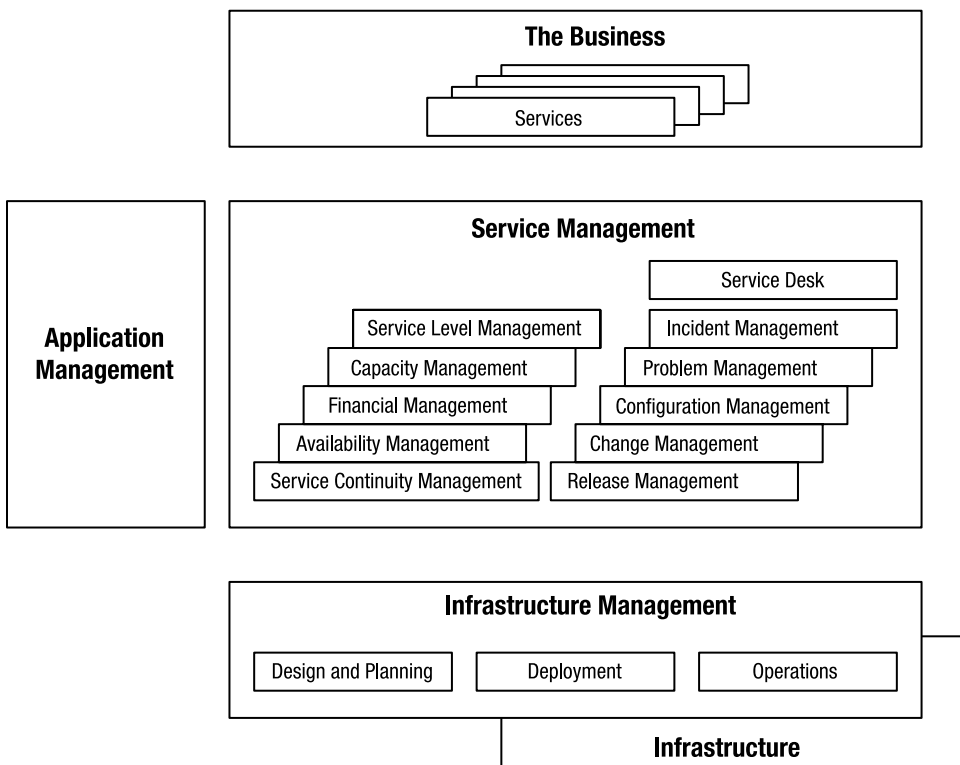 The Business
Services
Application
Management
Service Management
Service Desk
Service Level Management
Incident Management
Capacity Management
Problem Management
Financial Management
Configuration Management
Availability Management
Change Management
Service Continuity Management
Release Management
Infrastructure Management
Design and Planning
Deployment
Operations
Infrastructure